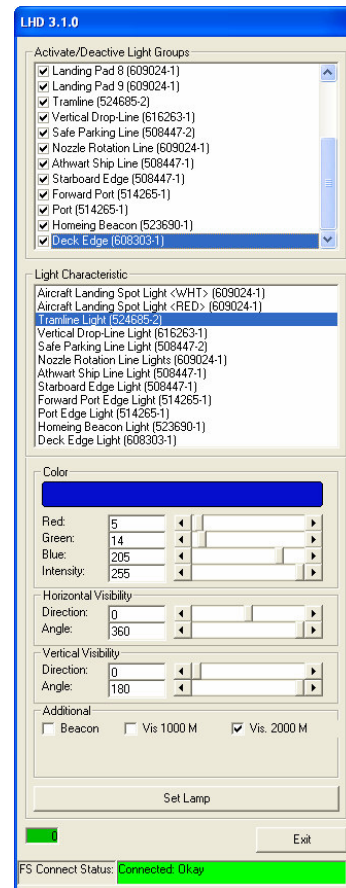 LHD 3.1.0
Activate/Deactive Light Groups
Landing Pad 8 (609024-1)
Landing Pad 9 (609024-1)
Tramline (524685-2)
Vertical Drop-Line (616263-1)
Safe Parking Line (508447-2)
Nozzle Rotation Line (609024-1)
Athwart Ship Line (508447-1)
Starboard Edge (508447-1)
Forward Port (514265-1)
Port (514265-1)
Homeing Beacon (523690-1)
Deck Edge (608303-1)
Light Characteristic
Aircraft Landing Spot Light <WHT> (609024-1)
Aircraft Landing Spot Light <RED> (609024-1)
Tramline Light (524685-2)
Vertical Drop-Line Light (616263-1)
Safe Parking Line Light (508447-2)
Nozzle Rotation Line Lights (609024-1)
Athwart Ship Line Light (508447-1)
Starboard Edge Light (508447-1)
Forward Port Edge Light (514265-1)
Port Edge Light (514265-1)
Homeing Beacon Light (523690-1)
Deck Edge Light (608303-1)
Color
Red: 5
Green: 14
Blue: 205
Intensity: 255
Horizontal Visibility
Direction: 0
Angle: 360
Vertical Visibility
Direction: 0
Angle: 180
Additional
Beacon Vis 1000 M Vis. 2000 M
Set Lamp
0 Exit
FS Connect Status: Connected: Okay